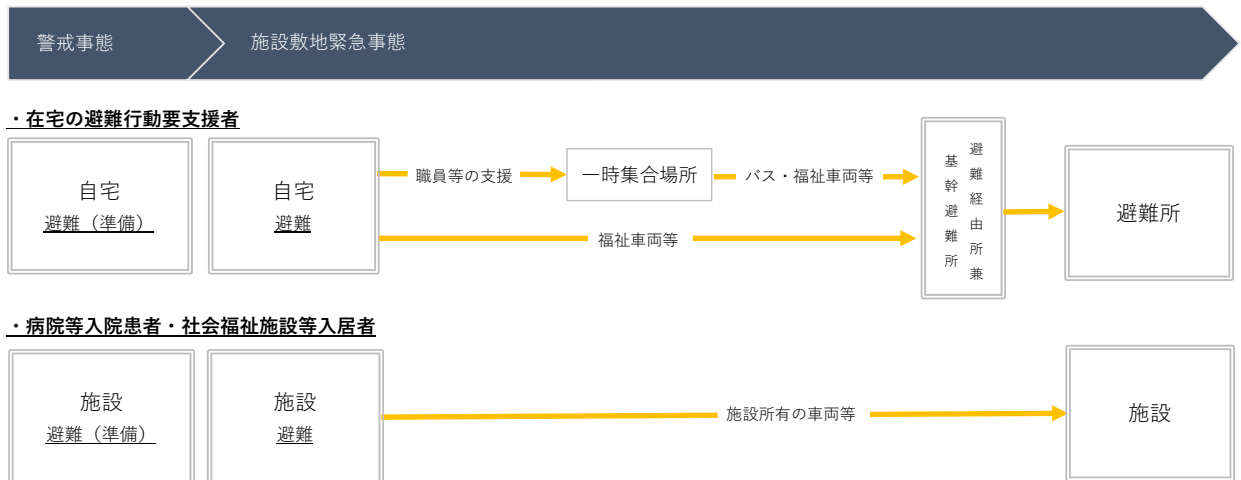 警戒事態
施設敷地緊急事態
・在宅の避難行動要支援者
自宅
避難（準備）
自宅
避難
職員等の支援
一時集合場所
バス・福祉車両等
福祉車両等
避難経由所兼
基幹避難所
避難所
・病院等入院患者・社会福祉施設等入居者
施設
避難（準備）
施設
避難
施設所有の車両等
施設